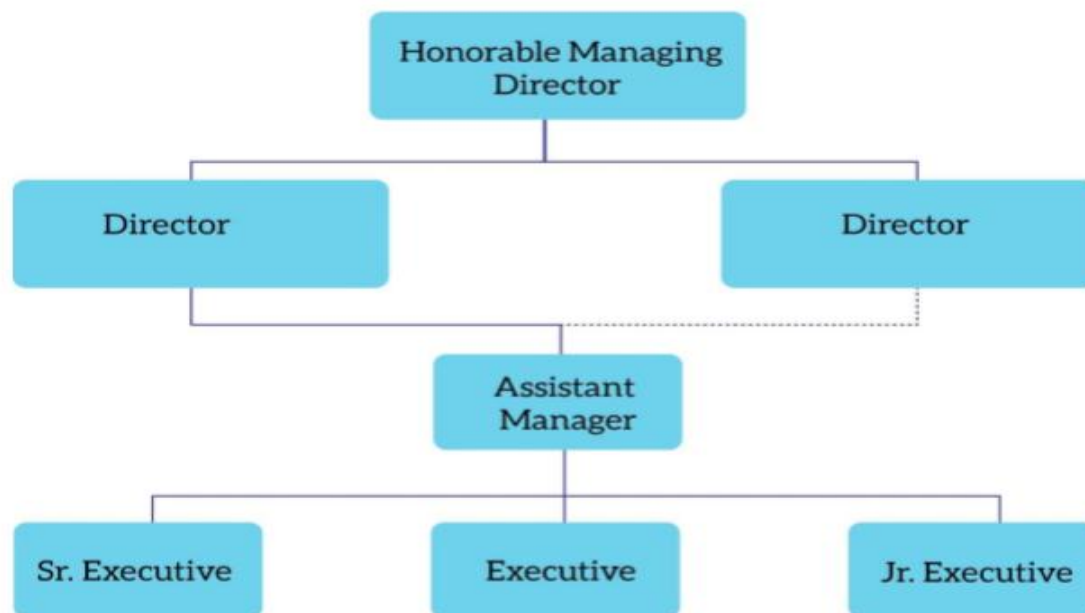 Honorable Managing
Director
Director
Director
Assistant
Manager
Sr. Executive
Executive
Jr. Executive